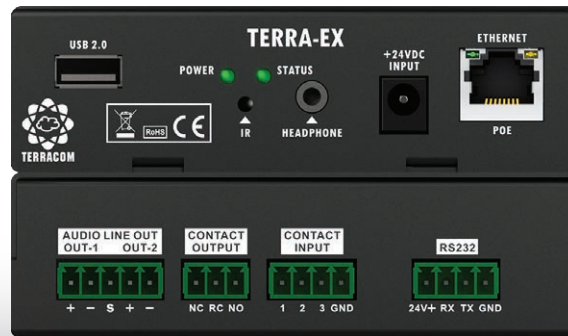 TERRA-EX
USB 2.0
POWER
STATUS
+24VDC
INPUT
ETHERNET
RoHS CE
IR
HEADPHONE
POE
TERRACOM
AUDIO LINE OUT
OUT-1 OUT-2
CONTACT
OUTPUT
CONTACT
INPUT
RS232
+ - S + -
NC RC NO
1 2 3 GND
24V+ RX TX GND